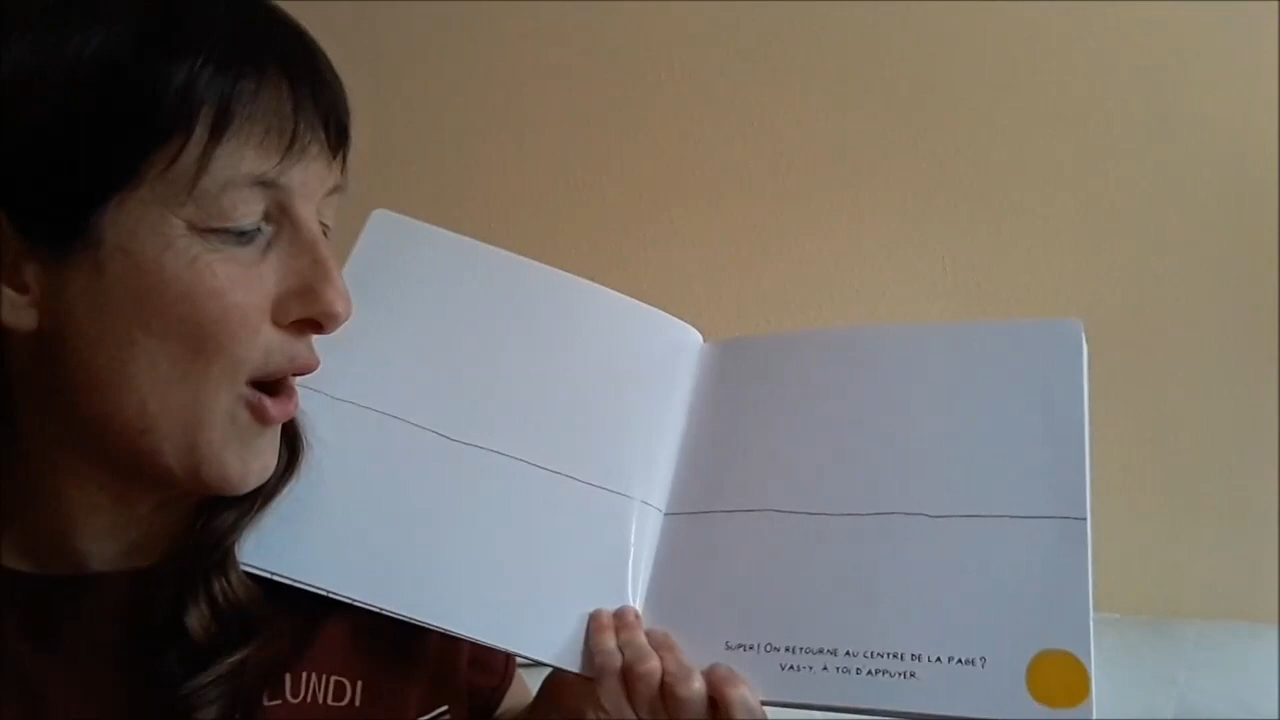 SUPER! ON RETOURNE AU CENTRE DE LA PAGE?
VAS-Y, À TOI D'APPUYER.
LUNDI